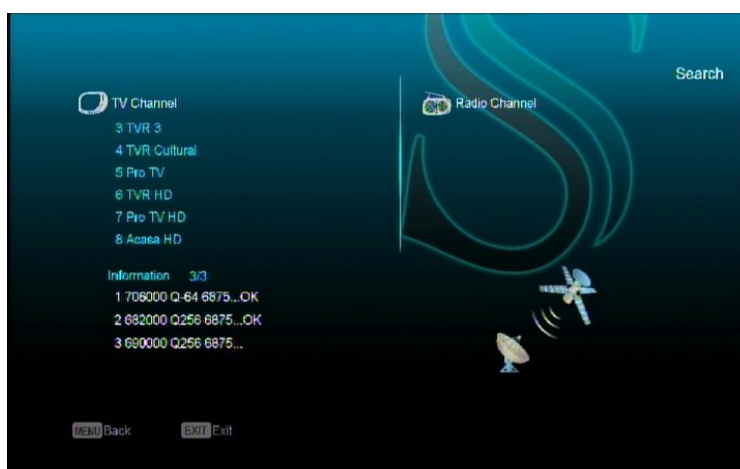 Search
TV Channel
3 TVR 3
4 TVR Cultural
5 Pro TV
6 TVR HD
7 Pro TV HD
8 Acasa HD
Radio Channel
Information 3/3
1 706000 Q-64 6875...OK
2 682000 Q256 6875...OK
3 690000 Q256 6875...
MENU Back
EXIT Exit